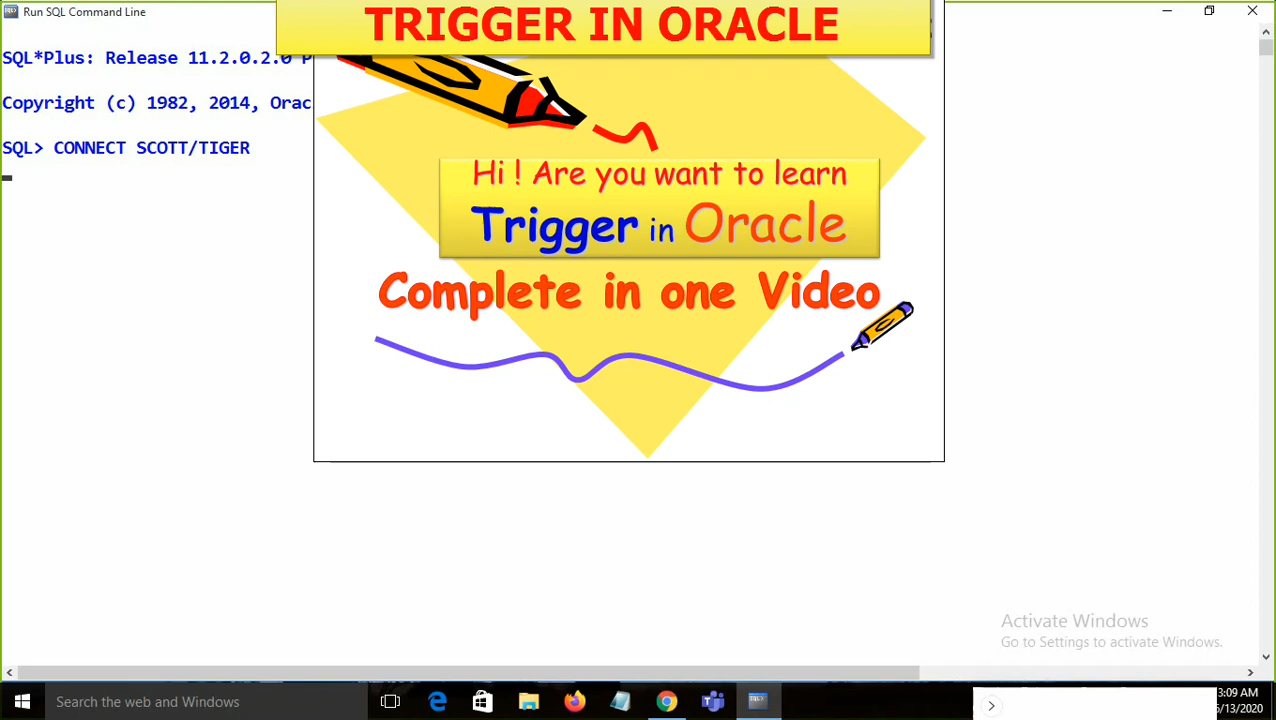 Run SQL Command Line
TRIGGER IN ORACLE
SQL*Plus: Release 11.2.0.2.0 P
Copyright (c) 1982, 2014, Orac
SQL> CONNECT SCOTT/TIGER
Hi ! Are you want to learn
Trigger in Oracle
Complete in one Video
Activate Windows
Go to Settings to activate Windows.
Search the web and Windows
3:09 AM
/13/2020